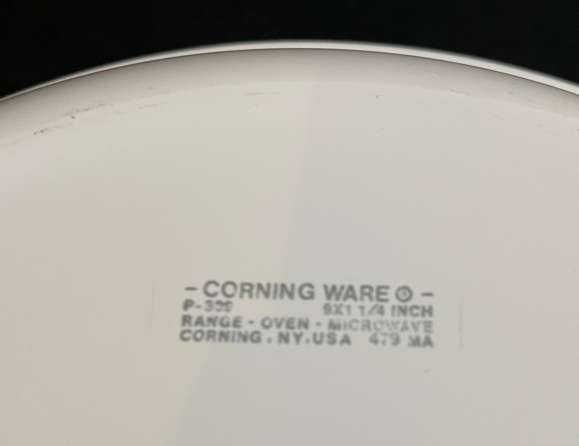 - CORNING WARE ® -
P-309 9X1 1/4 INCH
RANGE - OVEN - MICROWAVE
CORNING . NY. USA 479 MA